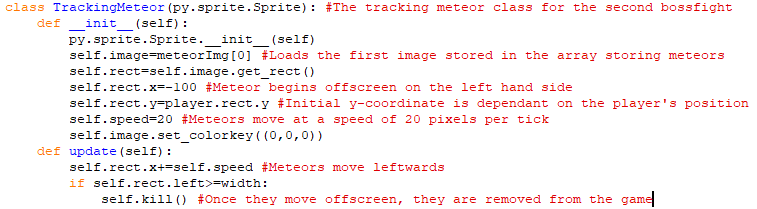 class TrackingMeteor(py.sprite.Sprite): #The tracking meteor class for the second bossfight
    def __init__(self):
        py.sprite.Sprite.__init__(self)
        self.image=meteorImg[0] #Loads the first image stored in the array storing meteors
        self.rect=self.image.get_rect()
        self.rect.x=-100 #Meteor begins offscreen on the left hand side
        self.rect.y=player.rect.y #Initial y-coordinate is dependant on the player's position
        self.speed=20 #Meteors move at a speed of 20 pixels per tick
        self.image.set_colorkey((0,0,0))
    def update(self):
        self.rect.x+=self.speed #Meteors move leftwards
        if self.rect.left>=width:
            self.kill() #Once they move offscreen, they are removed from the game